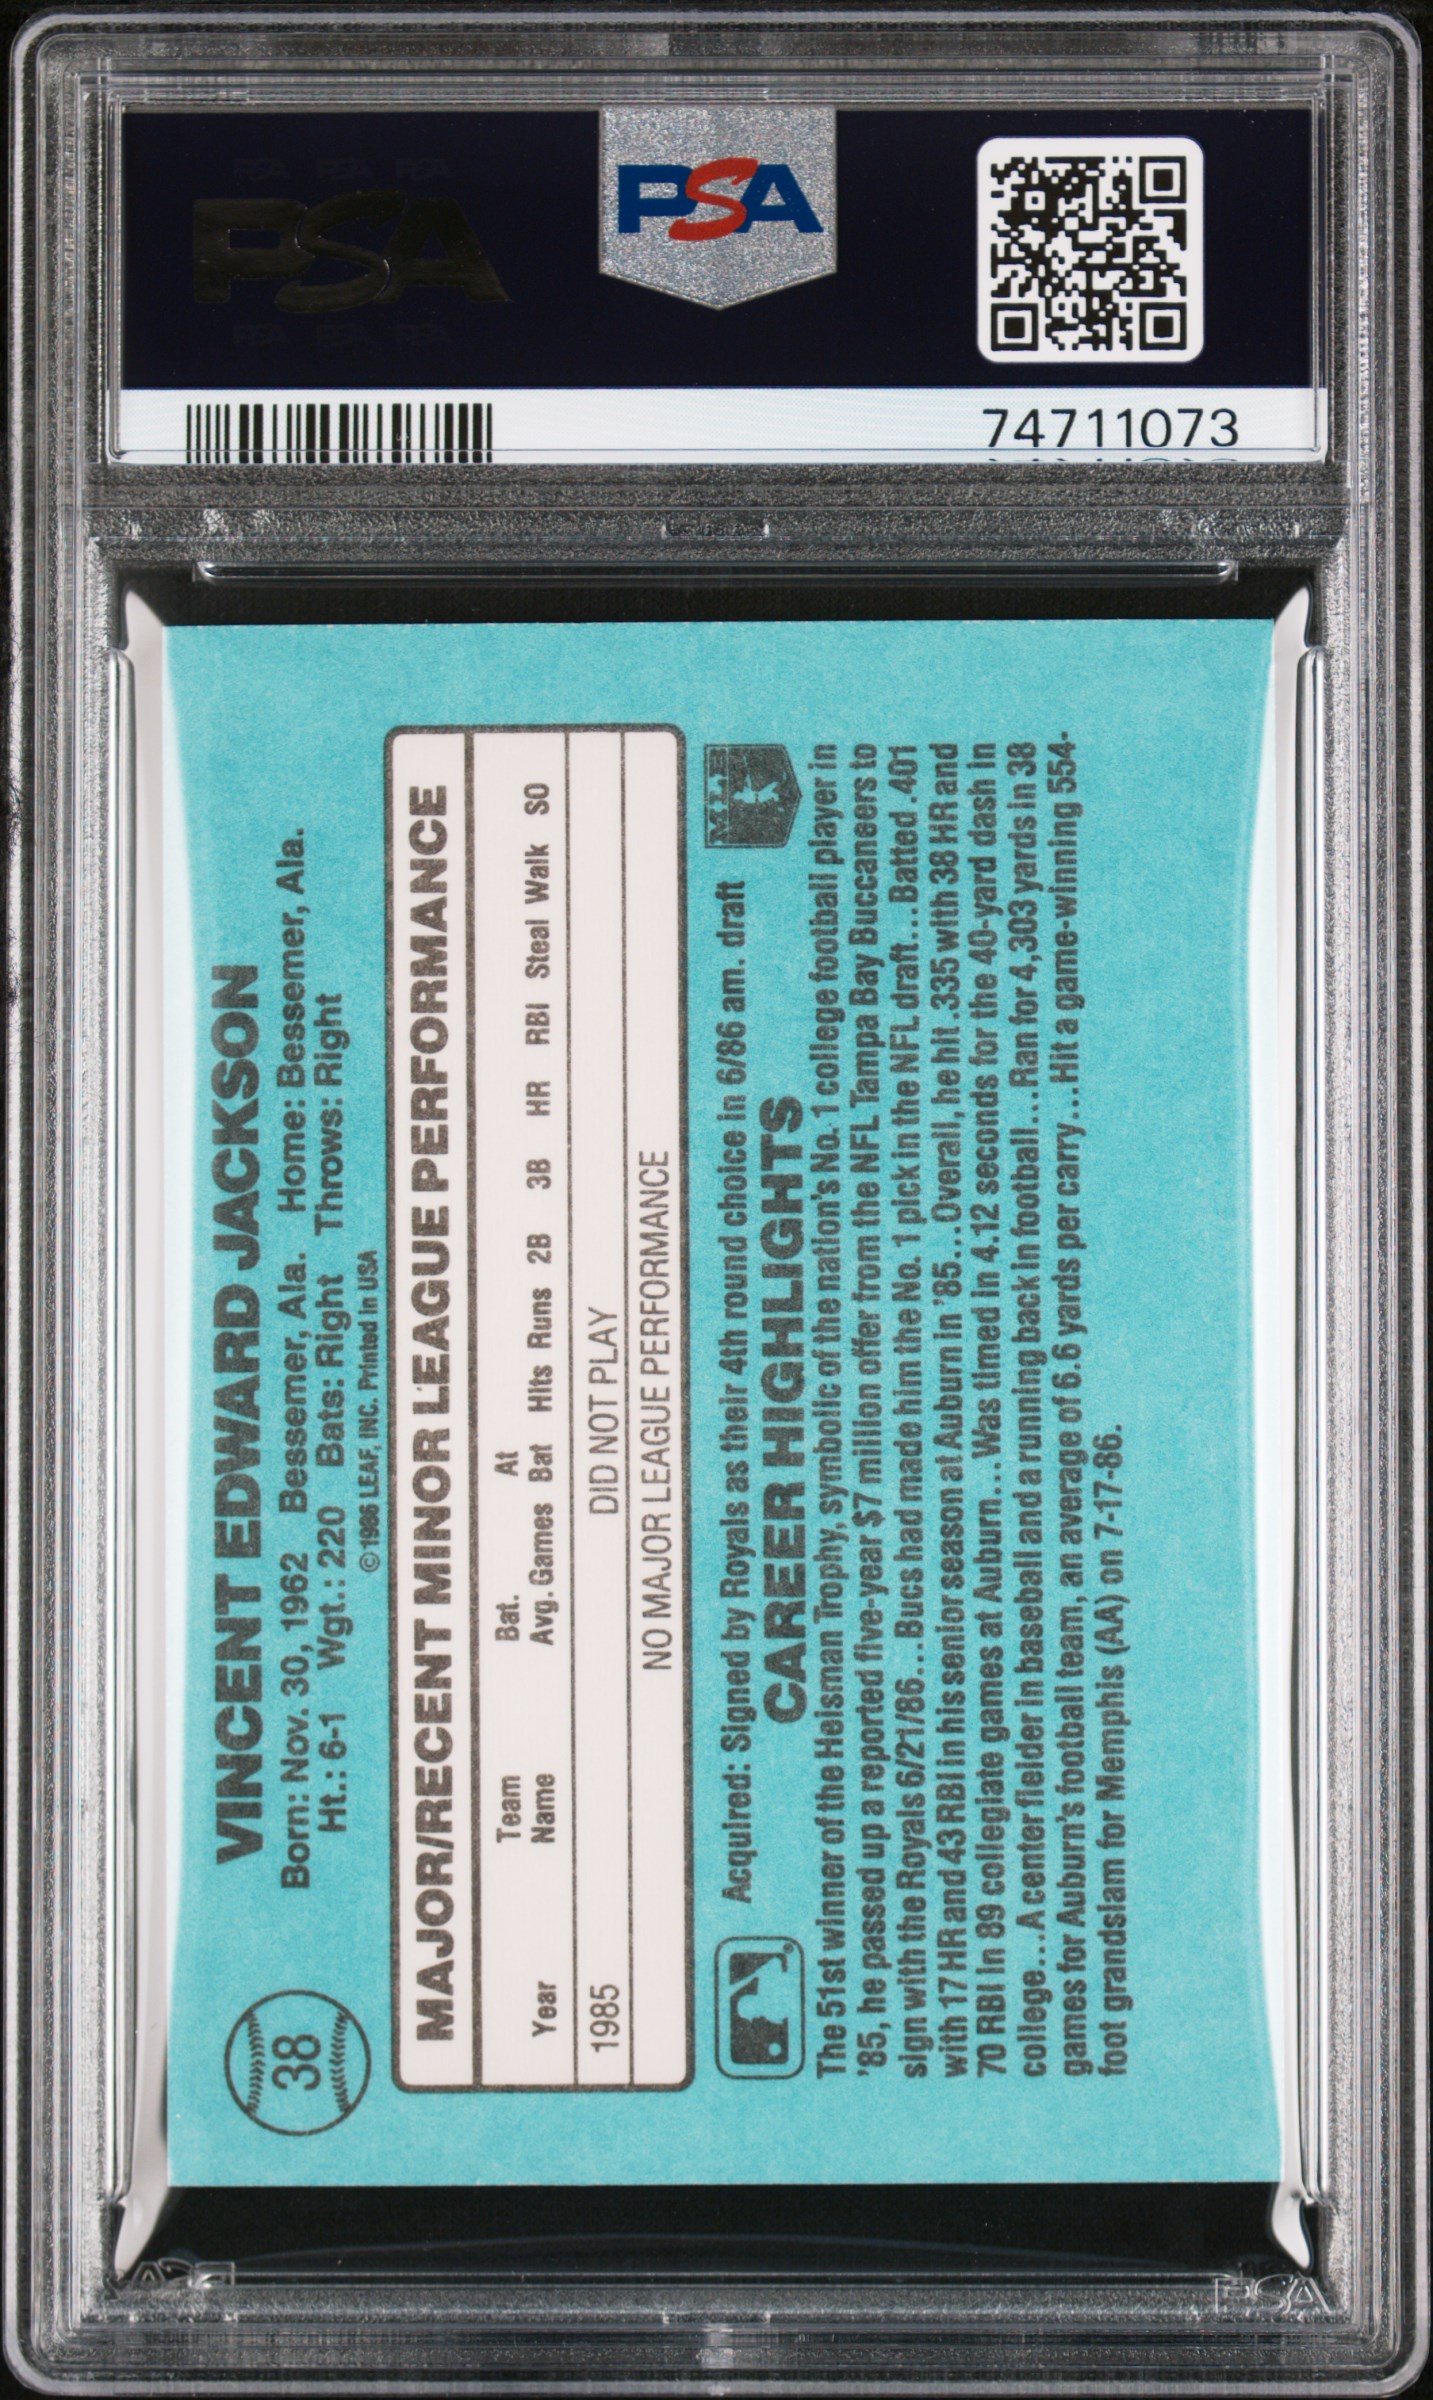 PSA
PSA
74711073
38
VINCENT EDWARD JACKSON
Born: Nov. 30, 1962 Bessemer, Ala. Home: Bessemer, Ala.
Ht.: 6-1 Wgt.: 220 Bats: Right Throws: Right
© 1986 LEAF, INC. Printed in USA
MAJOR/RECENT MINOR LEAGUE PERFORMANCE
Year Team Name Bat. Avg. Games At Bat Hits Runs 2B 3B HR RBI Steal Walk SO
1985 DID NOT PLAY
NO MAJOR LEAGUE PERFORMANCE
Acquired: Signed by Royals as their 4th round choice in 6/86 am. draft
MLB
CAREER HIGHLIGHTS
The 51st winner of the Heisman Trophy, symbolic of the nation's No. 1 college football player in
'85, he passed up a reported five-year $7 million offer from the NFL Tampa Bay Buccaneers to
sign with the Royals 6/21/86...Bucs had made him the No. 1 pick in the NFL draft...Batted .401
with 17 HR and 43 RBI in his senior season at Auburn in '85...Overall, he hit .335 with 38 HR and
70 RBI in 89 collegiate games at Auburn...Was timed in 4.12 seconds for the 40-yard dash in
college...A center fielder in baseball and a running back in football...Ran for 4,303 yards in 38
games for Auburn's football team, an average of 6.6 yards per carry...Hit a game-winning 554-
foot grandslam for Memphis (AA) on 7-17-86.
PSA
PSA